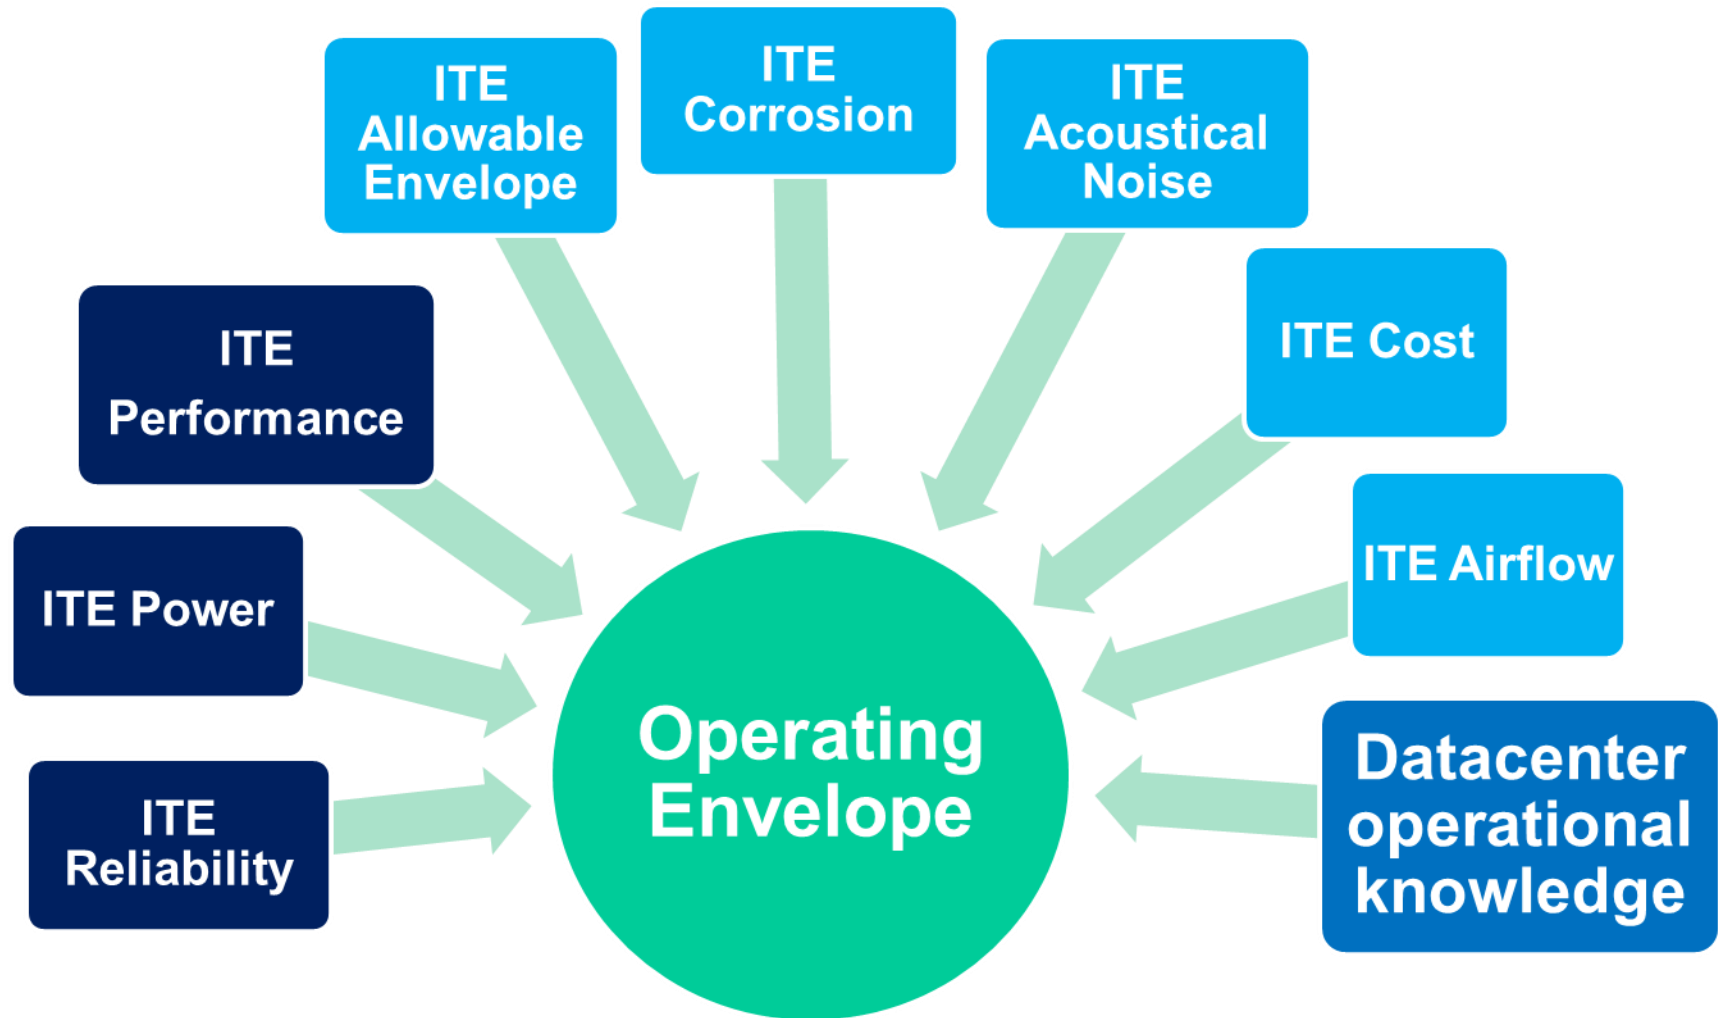 ITE
Allowable
Envelope
ITE
Corrosion
ITE
Acoustical
Noise
ITE
Performance
ITE Cost
ITE Power
ITE Airflow
ITE
Reliability
Operating
Envelope
Datacenter
operational
knowledge